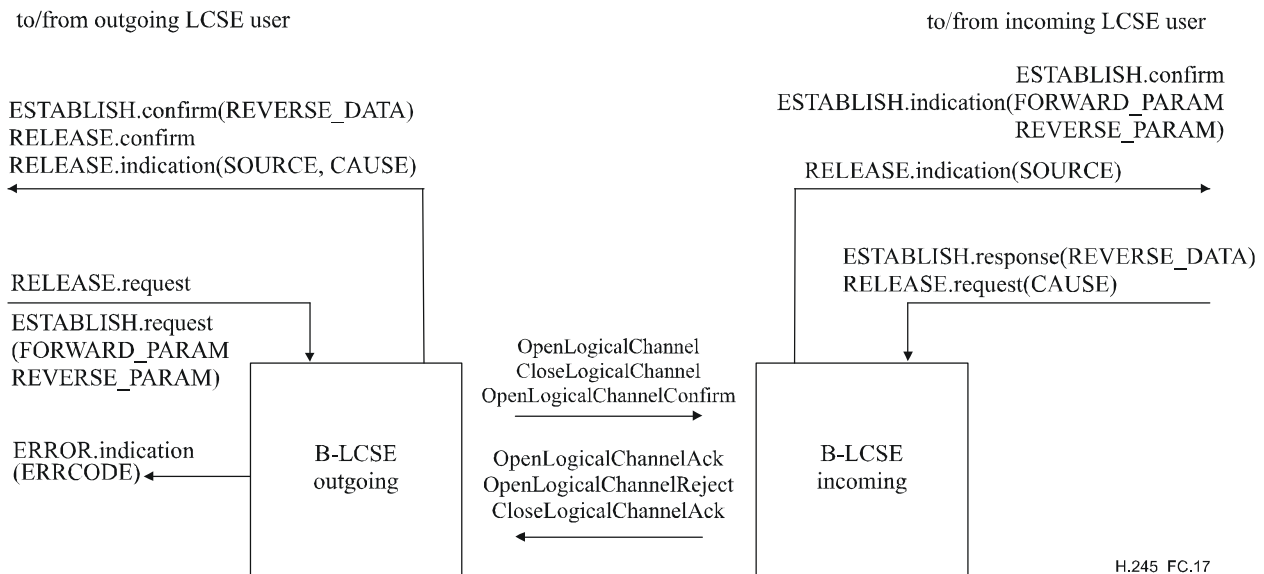 to/from outgoing LCSE user
to/from incoming LCSE user
ESTABLISH.confirm(REVERSE_DATA)
RELEASE.confirm
RELEASE.indication(SOURCE, CAUSE)
ESTABLISH.confirm
ESTABLISH.indication(FORWARD_PARAM
REVERSE_PARAM)
RELEASE.indication(SOURCE)
RELEASE.request
ESTABLISH.request
(FORWARD_PARAM
REVERSE_PARAM)
ESTABLISH.response(REVERSE_DATA)
RELEASE.request(CAUSE)
ERROR.indication
(ERRCODE)
B-LCSE
outgoing
OpenLogicalChannel
CloseLogicalChannel
OpenLogicalChannelConfirm
OpenLogicalChannelAck
OpenLogicalChannelReject
CloseLogicalChannelAck
B-LCSE
incoming
H.245_FC.17